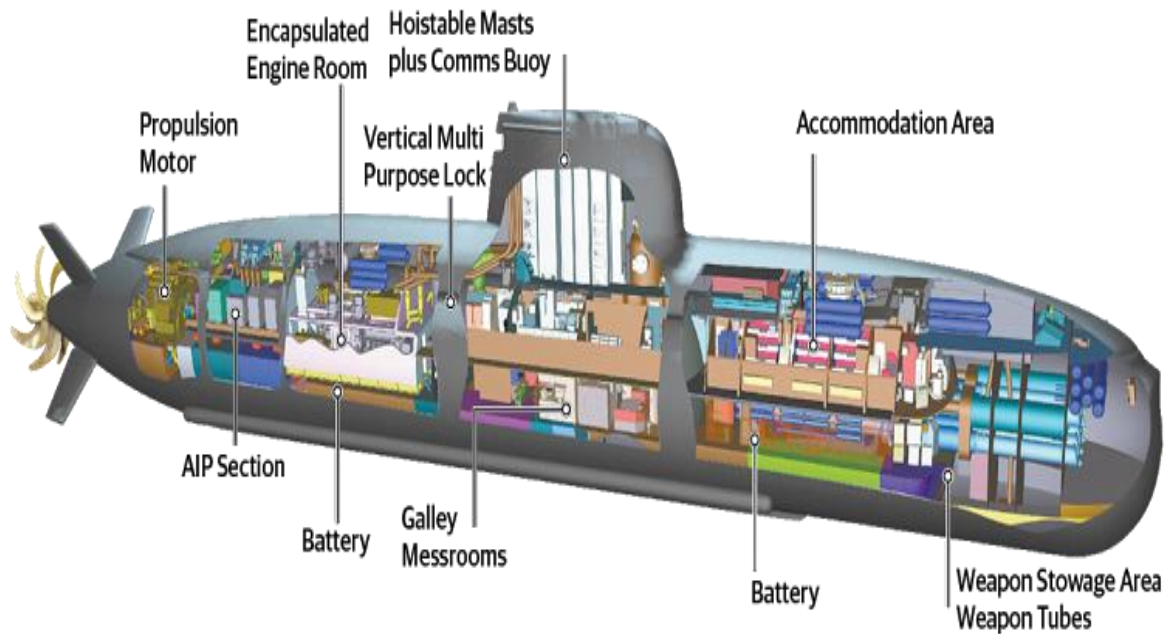 Encapsulated
Engine Room
Hoistable Masts
plus Comms Buoy
Propulsion
Motor
Vertical Multi
Purpose Lock
Accommodation Area
AIP Section
Battery
Galley
Messrooms
Battery
Weapon Stowage Area
Weapon Tubes